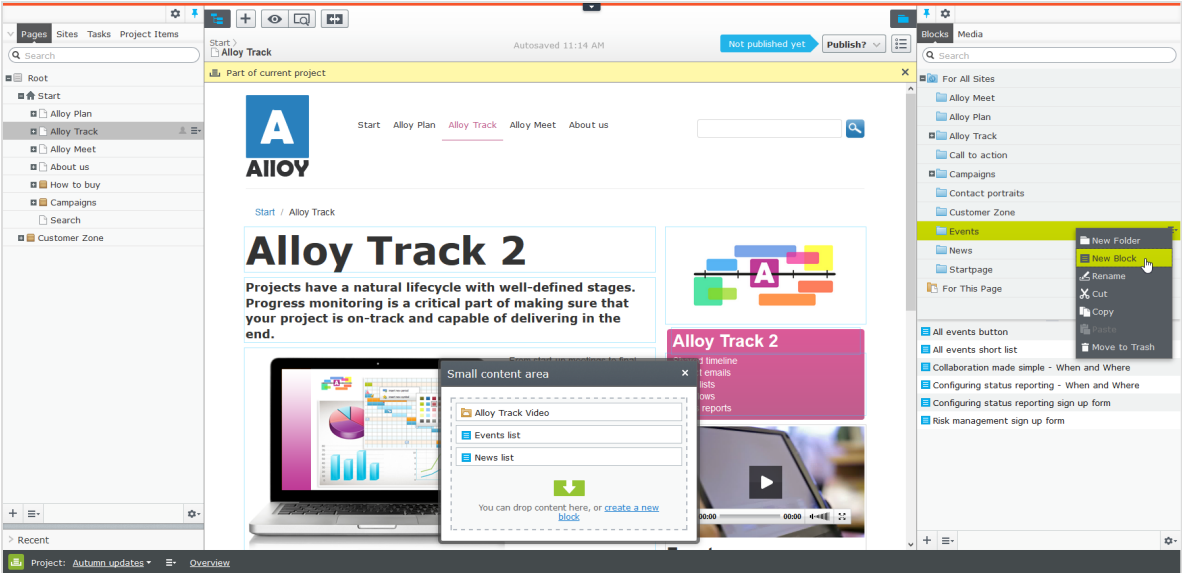 Pages Sites Tasks Project Items
Search
Root
Start
Alloy Plan
Alloy Track
Alloy Meet
About us
How to buy
Campaigns
Search
Customer Zone
Recent
Start
Alloy Track
Autosaved 11:14 AM
Not published yet
Publish?
Part of current project
A
Alloy
Start Alloy Plan Alloy Track Alloy Meet About us
Start / Alloy Track
Alloy Track 2
Projects have a natural lifecycle with well-defined stages.
Progress monitoring is a critical part of making sure that
your project is on-track and capable of delivering in the
end.
A
Alloy Track 2
timeline
emails
lists
reports
Small content area
Alloy Track Video
Events list
News list
You can drop content here, or create a new
block
00:00 00:00
Blocks Media
Search
For All Sites
Alloy Meet
Alloy Plan
Alloy Track
Call to action
Campaigns
Contact portraits
Customer Zone
Events
News
Startpage
For This Page
New Folder
New Block
Rename
Cut
Copy
Paste
Move to Trash
All events button
All events short list
Collaboration made simple - When and Where
Configuring status reporting - When and Where
Configuring status reporting sign up form
Risk management sign up form
Project: Autumn updates Overview